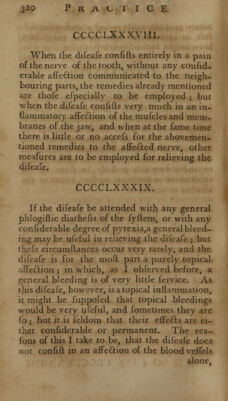 320 PRACTICE
CCCCLXXXVIII.
When the diſeaſe conſiſts entirely in a pain
of the nerve of the tooth, without any conſid-
erable affection communicated to the neigh-
bouring parts, the remedies already mentioned
are thoſe eſpecially to be employed ; but
when the diſeaſe conſiſts very much in an in-
flammatory affection of the muſcles and mem-
branes of the jaw, and when at the ſame time
there is little or no acceſs for the abovemen-
tioned remedies to the affected nerve, other
meaſures are to be employed for relieving the
diſeaſe.
CCCCLXXXIX.
If the diſeaſe be attended with any general
phlogiſtic diatheſis of the ſyſtem, or with any
conſiderable degree of pyrexia, a general bleed-
ing may be uſeful in relieving the diſeaſe ; but
theſe circumſtances occur very rarely, and the
diſeaſe is for the moſt part a purely topical
affection ; in which, as I obſerved before, a
general bleeding is of very little ſervice. As
this diſeaſe, however, is a topical inflammation,
it might be ſuppoſed that topical bleedings
would be very uſeful, and ſometimes they are
ſo ; but it is ſeldom that their effects are ei-
ther conſiderable or permanent. The rea-
ſons of this I take to be, that the diſeaſe does
not conſiſt in an affection of the blood veſſels
alone,